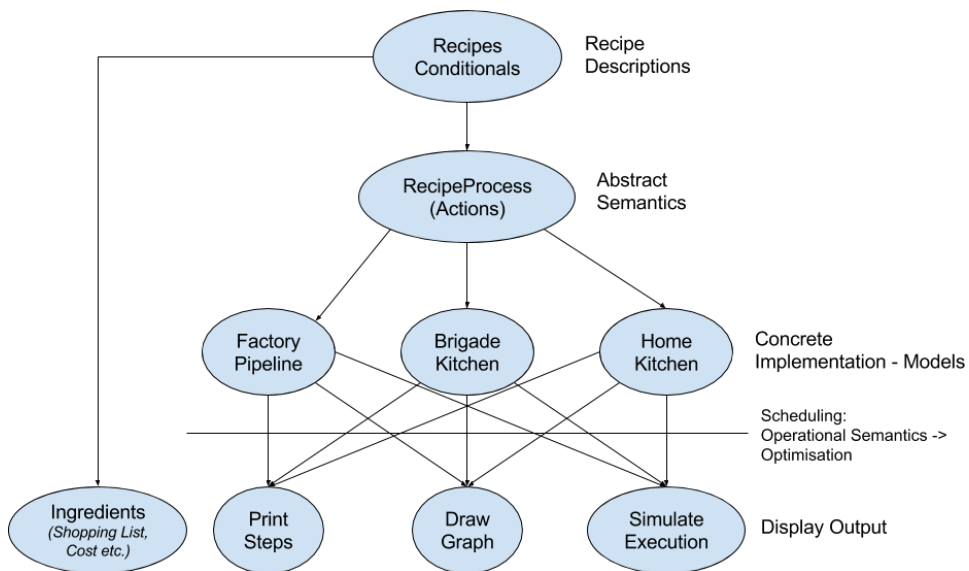 Recipes
Conditionals
Recipe
Descriptions
RecipeProcess
(Actions)
Abstract
Semantics
Factory
Pipeline
Brigade
Kitchen
Home
Kitchen
Concrete
Implementation - Models
Scheduling:
Operational Semantics ->
Optimisation
Ingredients
(Shopping List,
Cost etc.)
Print
Steps
Draw
Graph
Simulate
Execution
Display Output